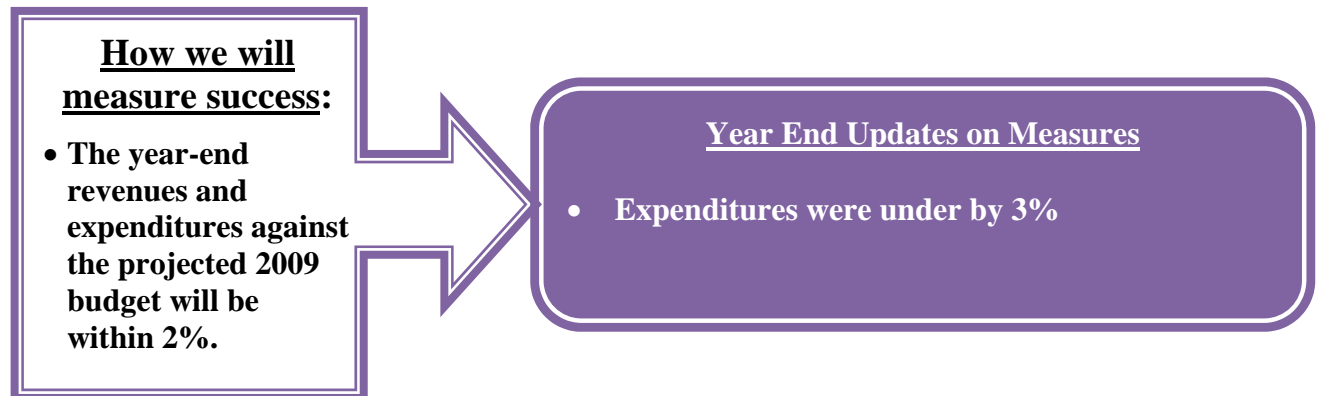 How we will
measure success:
• The year-end
revenues and
expenditures against
the projected 2009
budget will be
within 2%.
Year End Updates on Measures
• Expenditures were under by 3%